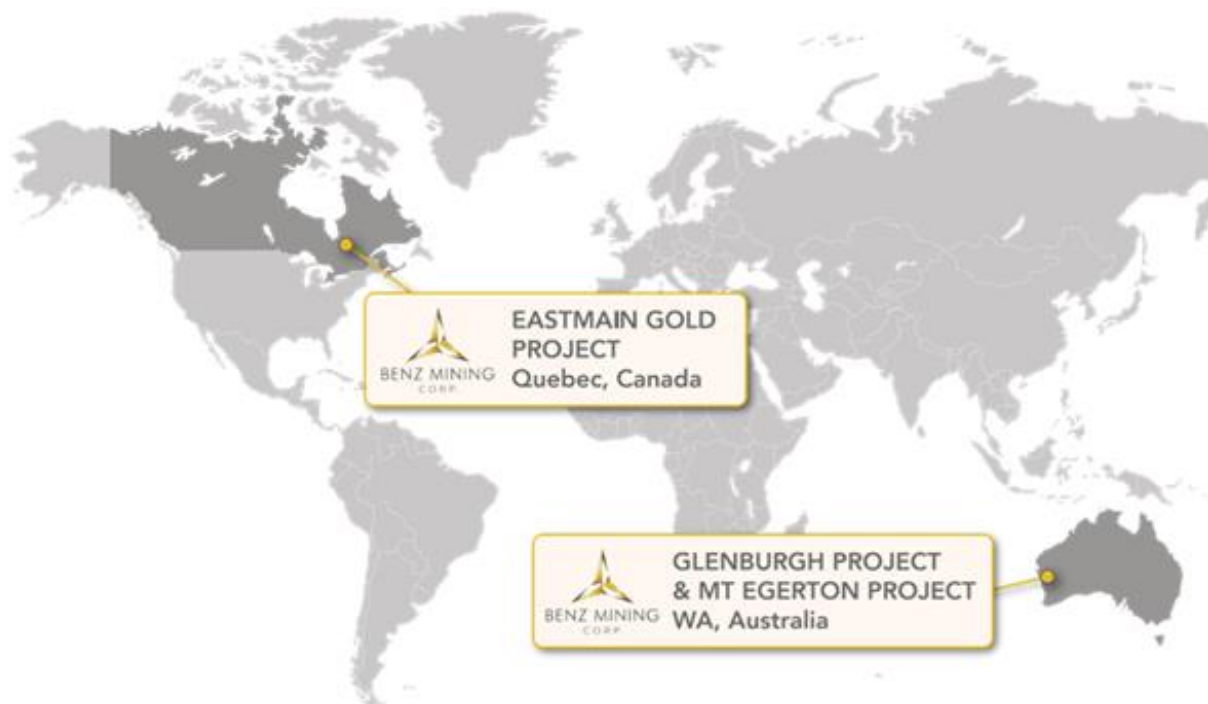 BENZ MINING
CORP.
EASTMAIN GOLD
PROJECT
Quebec, Canada
BENZ MINING
CORP.
GLENBURGH PROJECT
& MT EGERTON PROJECT
WA, Australia